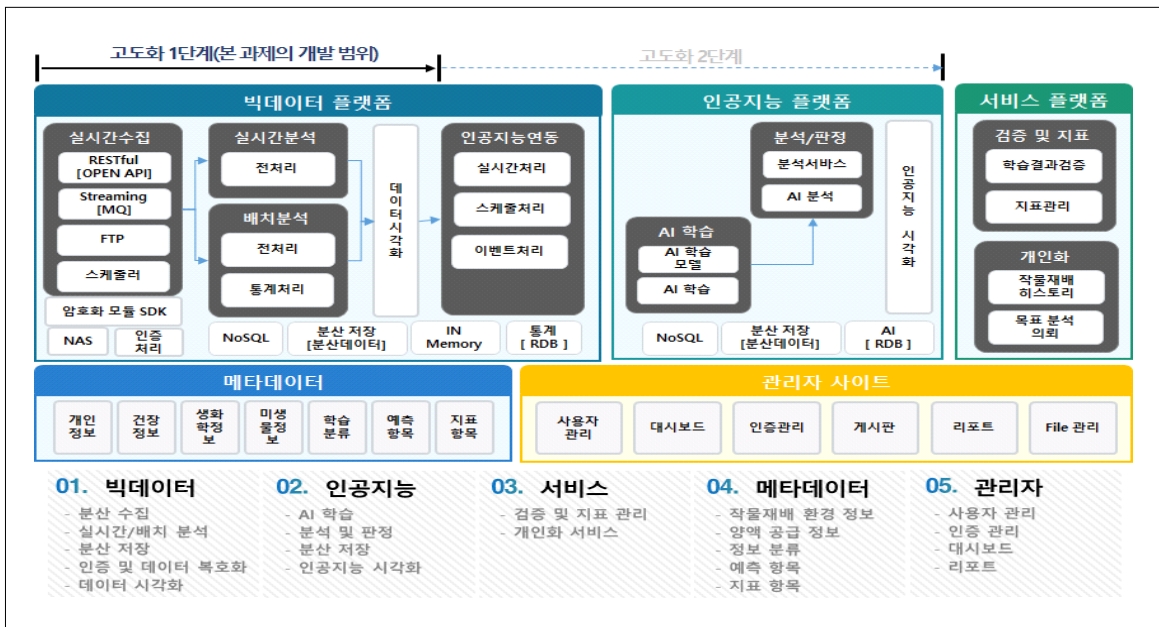 고도화 1단계(본 과제의 개발 범위)
고도화 2단계
빅데이터 플랫폼
실시간수집
RESTful
[OPEN API]
Streaming
[MQ]
FTP
스케줄러
암호화 모듈 SDK
NAS
인증
처리
실시간분석
전처리
배치분석
전처리
통계처리
데이터시각화
인공지능연동
실시간처리
스케줄처리
이벤트처리
NoSQL
분산 저장
[분산데이터]
IN
Memory
통계
[ RDB ]
인공지능 플랫폼
분석/판정
분석서비스
AI 분석
AI 학습
AI 학습
모델
AI 학습
인공지능 시각화
NoSQL
분산 저장
[분산데이터]
AI
[ RDB ]
서비스 플랫폼
검증 및 지표
학습결과검증
지표관리
개인화
작물재배
히스토리
목표 분석
의뢰
메타데이터
개인
정보
건장
정보
생화
학정
보
미생
물정
보
학습
분류
예측
항목
지표
항목
관리자 사이트
사용자
관리
대시보드
인증관리
게시판
리포트
File 관리
01. 빅데이터
- 분산 수집
- 실시간/배치 분석
- 분산 저장
- 인증 및 데이터 복호화
- 데이터 시각화
02. 인공지능
- AI 학습
- 분석 및 판정
- 분산 저장
- 인공지능 시각화
03. 서비스
- 검증 및 지표 관리
- 개인화 서비스
04. 메타데이터
- 작물재배 환경 정보
- 양액 공급 정보
- 정보 분류
- 예측 항목
- 지표 항목
05. 관리자
- 사용자 관리
- 인증 관리
- 대시보드
- 리포트